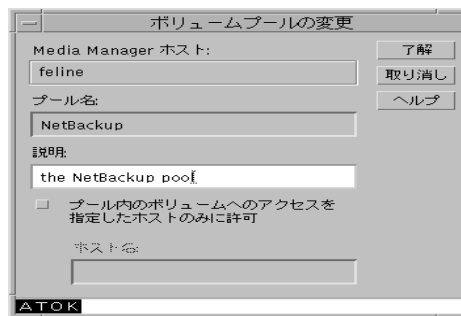 ボリュームプールの変更
Media Manager ホスト:
feline
プール名:
NetBackup
説明:
the NetBackup pool
プール内のボリュームへのアクセスを
指定したホストのみに許可
ホスト名:
了解
取り消し
ヘルプ
ATOK